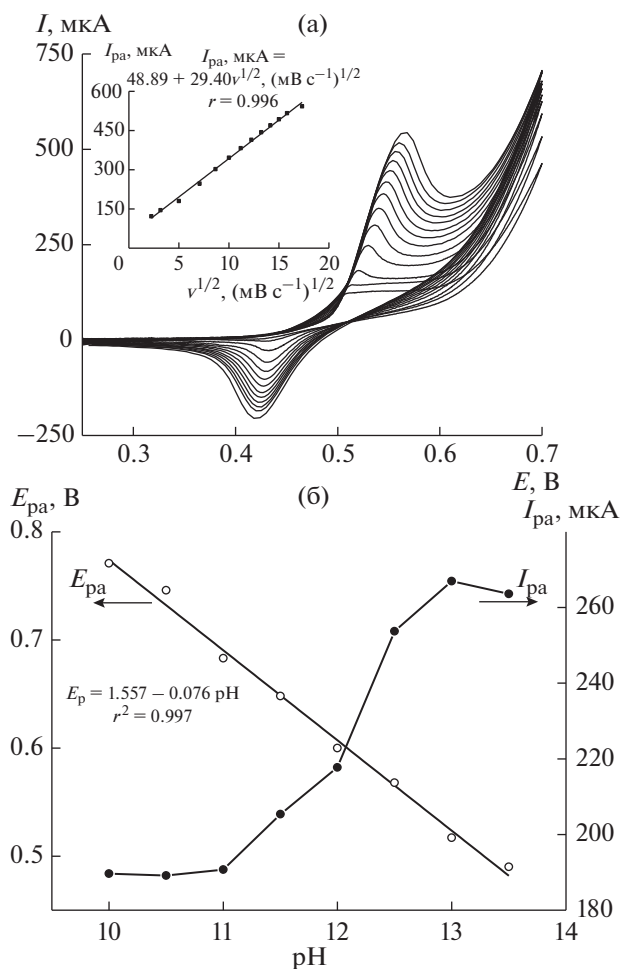 (а)
I, мкА
750
500
250
0
−250
0.3 0.4 0.5 0.6 0.7
E, В
I_pa, мкА
I_pa, мкА =
48.89 + 29.40v^1/2, (мВ с^−1)^1/2
r = 0.996
600
450
300
150
0 5 10 15 20
v^1/2, (мВ с^−1)^1/2
(б)
E_pa, В
I_pa, мкА
0.8
0.7
0.6
0.5
E_pa
I_pa
E_p = 1.557 − 0.076 pH
r^2 = 0.997
260
240
220
200
180
10 11 12 13 14
pH